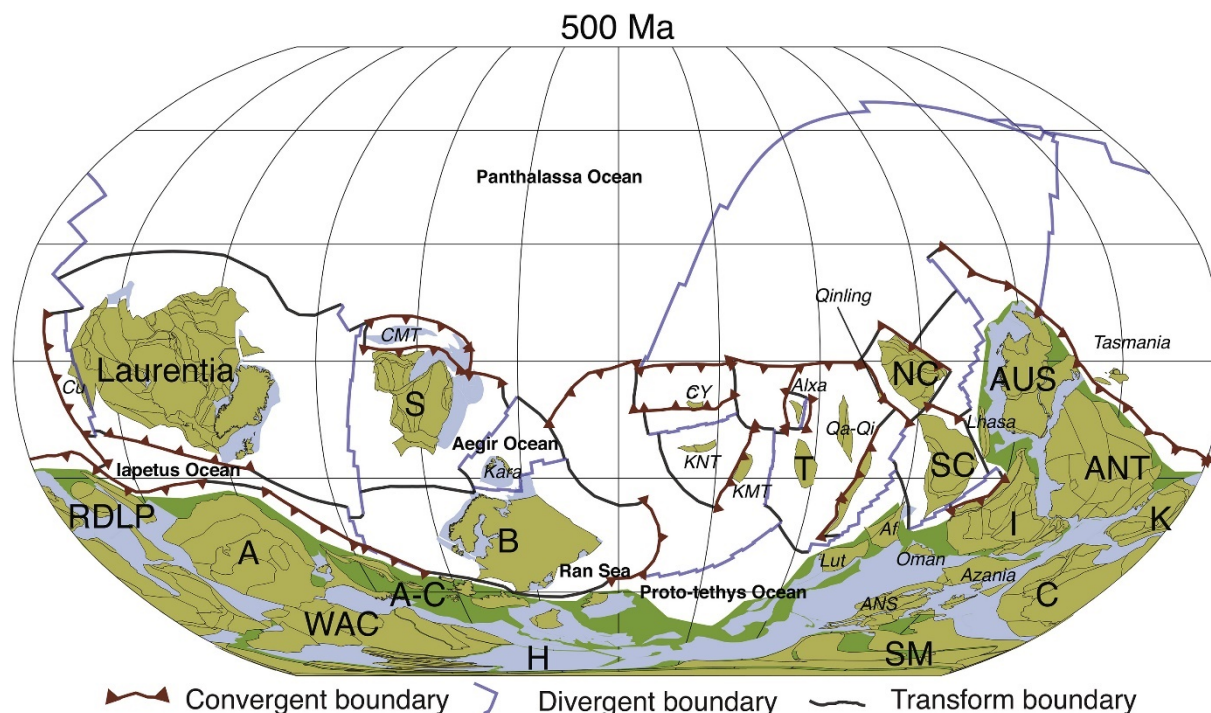 500 Ma
Panthalassa Ocean
Qinling
CMT
Tasmania
Laurentia
NC
AUS
Cu
S
CY
Alxa
Lhasa
Qa-Qi
Aegir Ocean
Iapetus Ocean
Kara
KNT
T
SC
ANT
KMT
RDLP
K
A
B
Af
I
Lut
Oman
Ran Sea
Azania
A-C
Proto-tethys Ocean
ANS
C
WAC
H
SM
Convergent boundary
Divergent boundary
Transform boundary